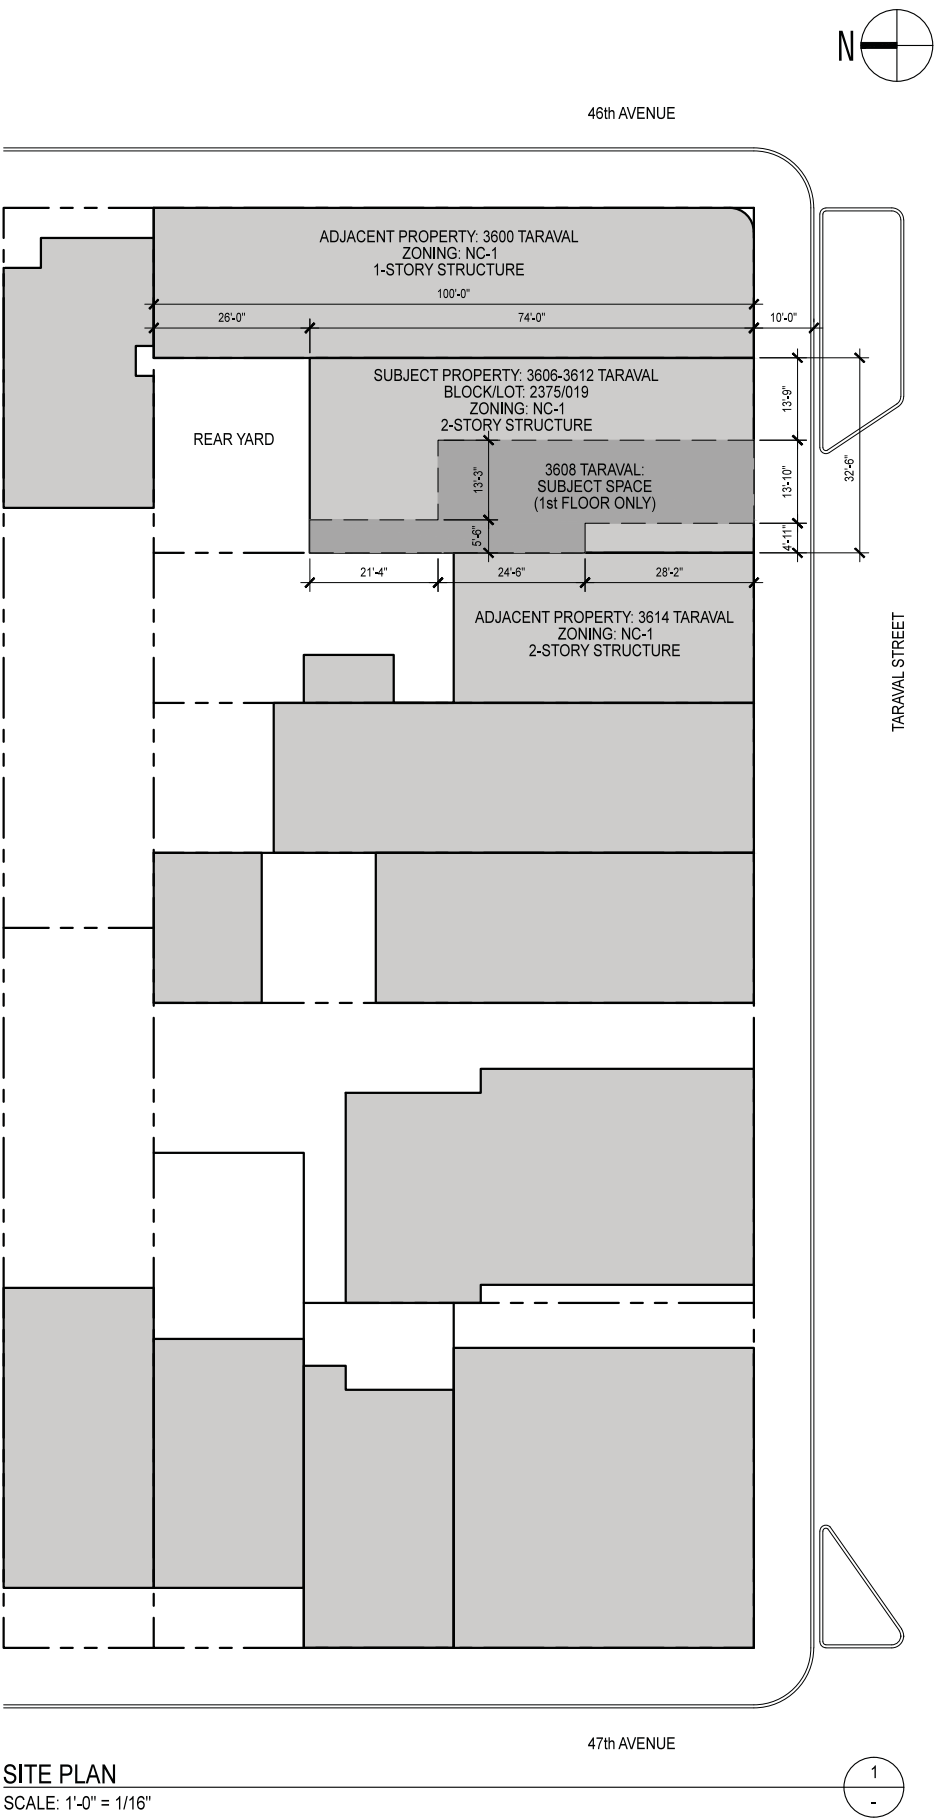 N
46th AVENUE
ADJACENT PROPERTY: 3600 TARAVAL
ZONING: NC-1
1-STORY STRUCTURE
100'-0"
26'-0"
74'-0"
10'-0"
SUBJECT PROPERTY: 3606-3612 TARAVAL
BLOCK/LOT: 2375/019
ZONING: NC-1
2-STORY STRUCTURE
13'-9"
REAR YARD
32'-6"
3608 TARAVAL:
SUBJECT SPACE
(1st FLOOR ONLY)
13'-3"
13'-10"
5'-6"
4'-11"
21'-4"
24'-6"
28'-2"
ADJACENT PROPERTY: 3614 TARAVAL
ZONING: NC-1
2-STORY STRUCTURE
TARAVAL STREET
47th AVENUE
SITE PLAN
SCALE: 1'-0" = 1/16"
1
-